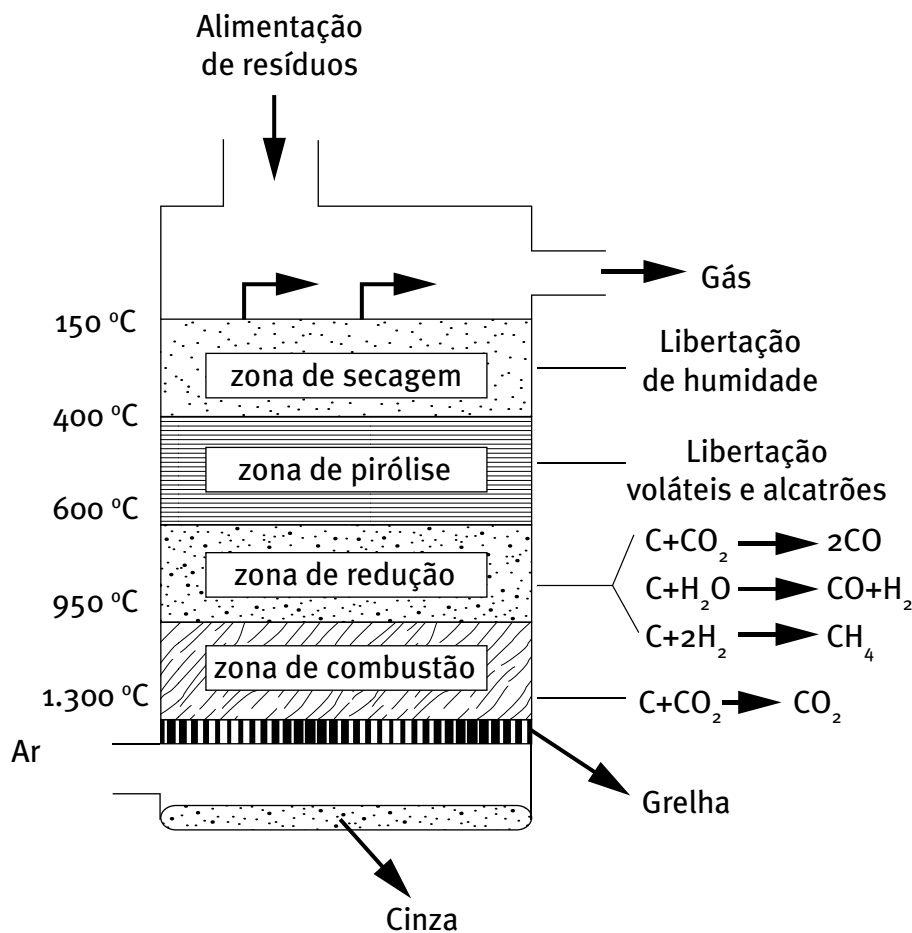 Alimentação
de resíduos
Gás
150 ºC
zona de secagem
Libertação
de humidade
400 ºC
zona de pirólise
Libertação
voláteis e alcatrões
600 ºC
zona de redução
C+CO₂ → 2CO
C+H₂O → CO+H₂
C+2H₂ → CH₄
950 ºC
zona de combustão
1.300 ºC
C+CO₂ → CO₂
Ar
Grelha
Cinza